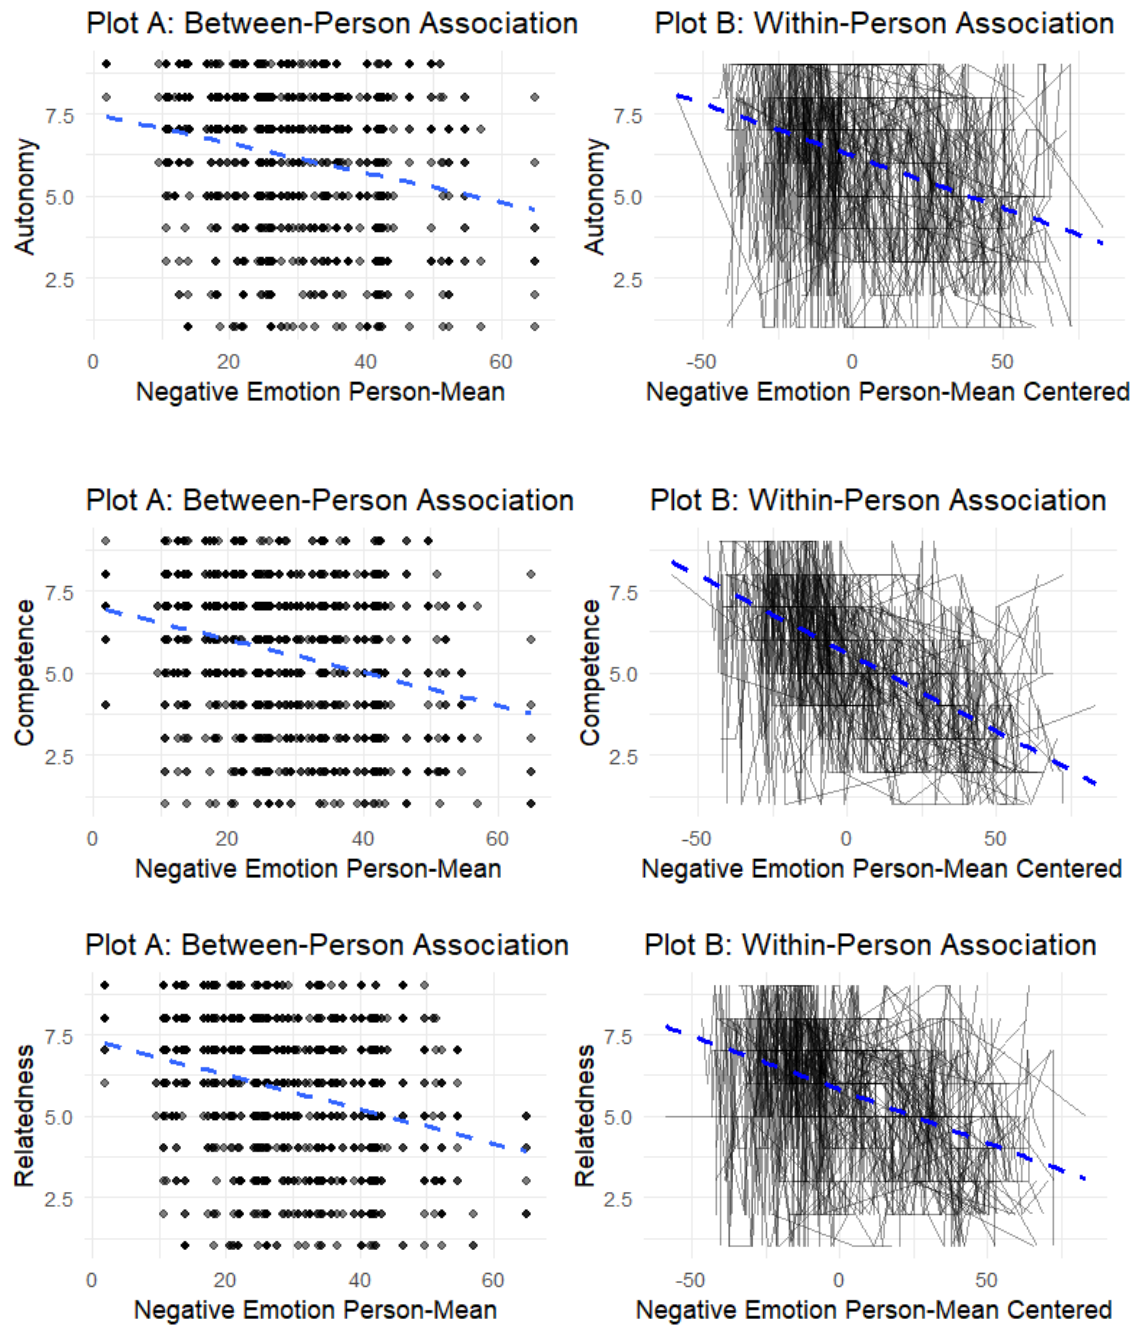 Plot A: Between-Person Association
Plot B: Within-Person Association
7.5
5.0
2.5
Autonomy
0 20 40 60
Negative Emotion Person-Mean
7.5
5.0
2.5
Autonomy
-50 0 50
Negative Emotion Person-Mean Centered
Plot A: Between-Person Association
Plot B: Within-Person Association
7.5
5.0
2.5
Competence
0 20 40 60
Negative Emotion Person-Mean
7.5
5.0
2.5
Competence
-50 0 50
Negative Emotion Person-Mean Centered
Plot A: Between-Person Association
Plot B: Within-Person Association
7.5
5.0
2.5
Relatedness
0 20 40 60
Negative Emotion Person-Mean
7.5
5.0
2.5
Relatedness
-50 0 50
Negative Emotion Person-Mean Centered